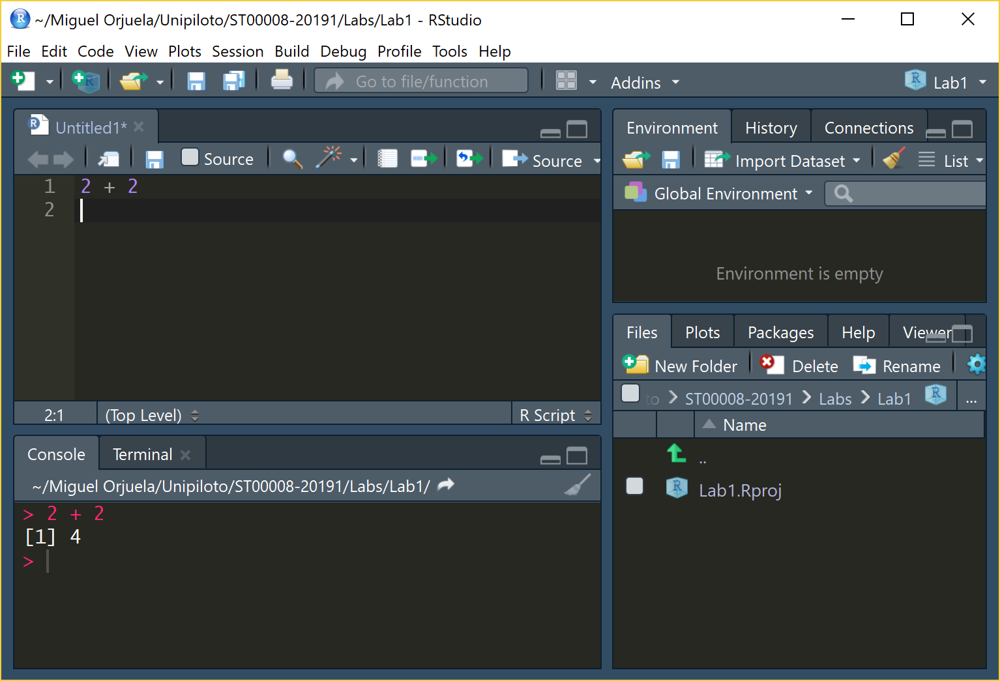 ~/Miguel Orjuela/Unipiloto/ST00008-20191/Labs/Lab1 - RStudio
File Edit Code View Plots Session Build Debug Profile Tools Help
Go to file/function
Addins
Lab1
Untitled1*
Source
Source
1 2 + 2
2
2:1
(Top Level)
R Script
Console
Terminal
~/Miguel Orjuela/Unipiloto/ST00008-20191/Labs/Lab1/
> 2 + 2
[1] 4
>
Environment
History
Connections
Import Dataset
List
Global Environment
Environment is empty
Files
Plots
Packages
Help
Viewer
New Folder
Delete
Rename
to > ST00008-20191 > Labs > Lab1
...
Name
..
Lab1.Rproj